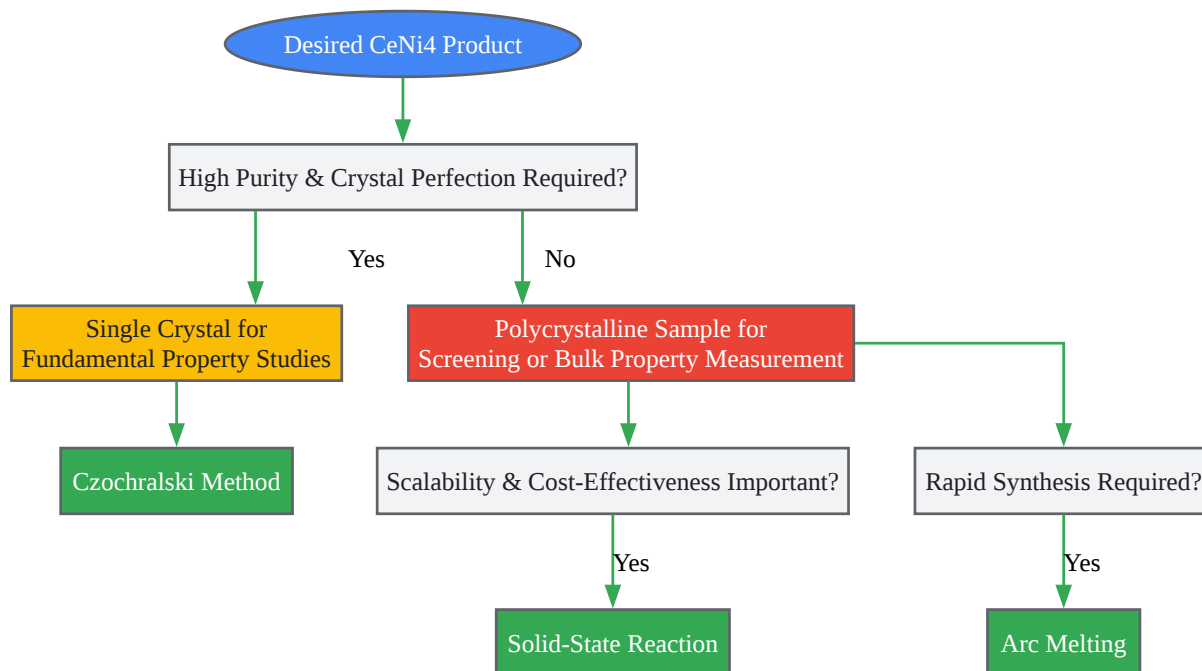 Desired CeNi4 Product
High Purity & Crystal Perfection Required?
Yes
No
Single Crystal for
Fundamental Property Studies
Polycrystalline Sample for
Screening or Bulk Property Measurement
Czochralski Method
Scalability & Cost-Effectiveness Important?
Rapid Synthesis Required?
Yes
Yes
Solid-State Reaction
Arc Melting